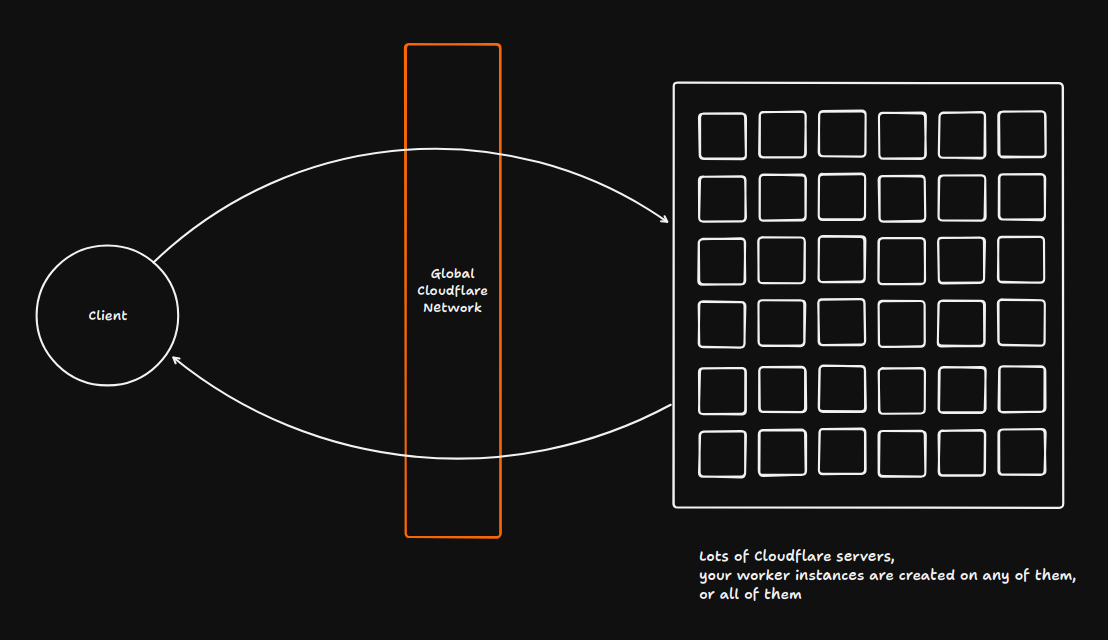 Client
Global
Cloudflare
Network
Lots of Cloudflare servers,
your worker instances are created on any of them,
or all of them